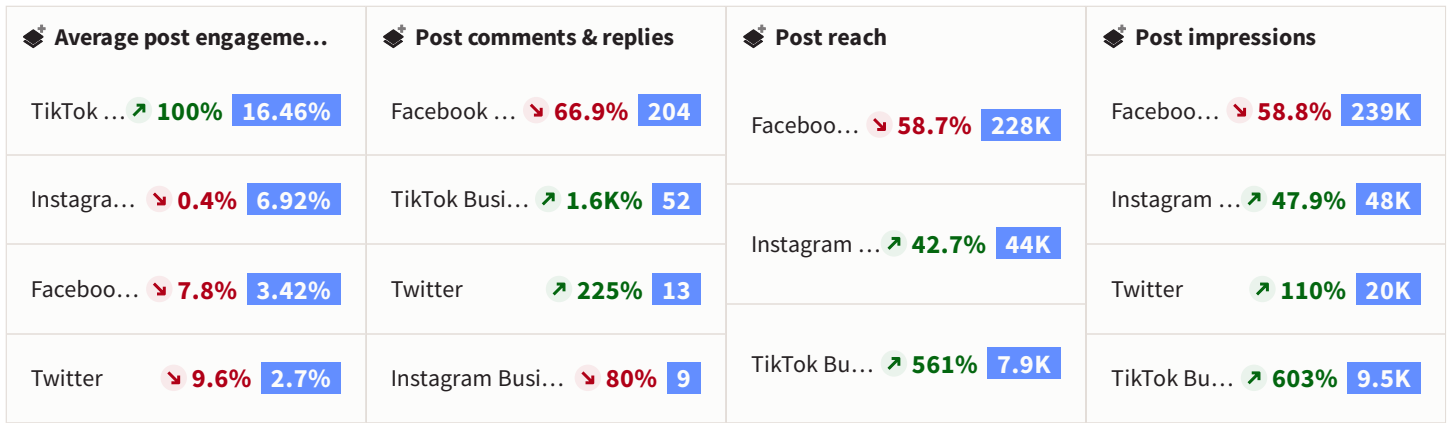 Average post engageme...
TikTok ... 100% 16.46%
Instagra... 0.4% 6.92%
Faceboo... 7.8% 3.42%
Twitter 9.6% 2.7%
Post comments & replies
Facebook ... 66.9% 204
TikTok Busi... 1.6K% 52
Twitter 225% 13
Instagram Busi... 80% 9
Post reach
Faceboo... 58.7% 228K
Instagram ... 42.7% 44K
TikTok Bu... 561% 7.9K
Post impressions
Faceboo... 58.8% 239K
Instagram ... 47.9% 48K
Twitter 110% 20K
TikTok Bu... 603% 9.5K